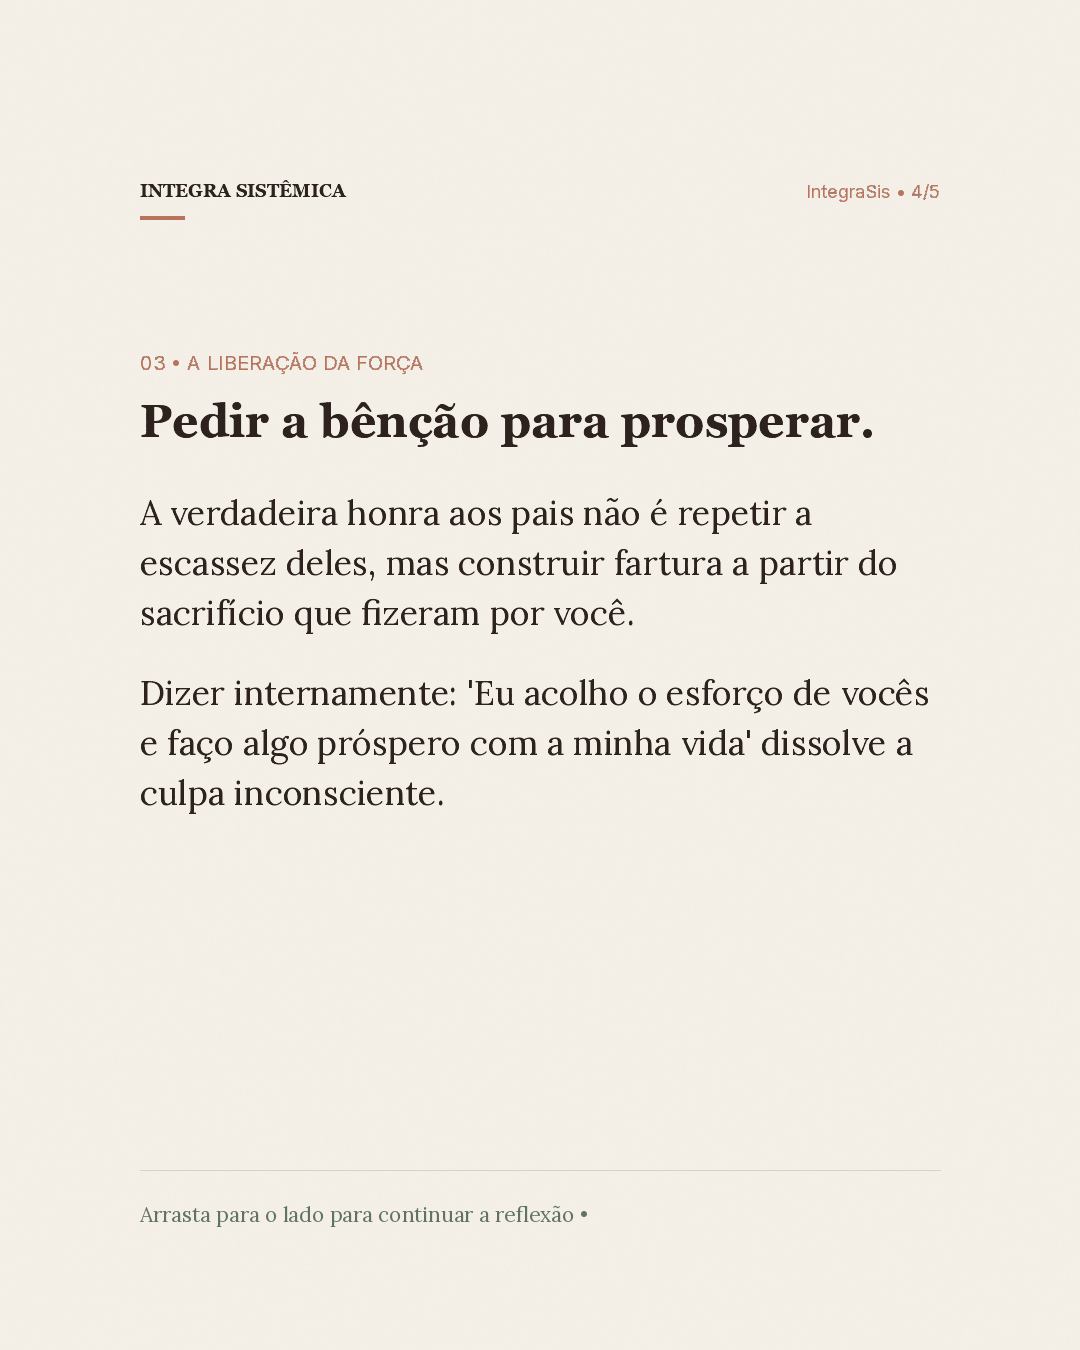 INTEGRA SISTÊMICA
IntegraSis • 4/5
03 • A LIBERAÇÃO DA FORÇA
Pedir a bênção para prosperar.
A verdadeira honra aos pais não é repetir a
escassez deles, mas construir fartura a partir do
sacrifício que fizeram por você.
Dizer internamente: 'Eu acolho o esforço de vocês
e faço algo próspero com a minha vida' dissolve a
culpa inconsciente.
Arrasta para o lado para continuar a reflexão •